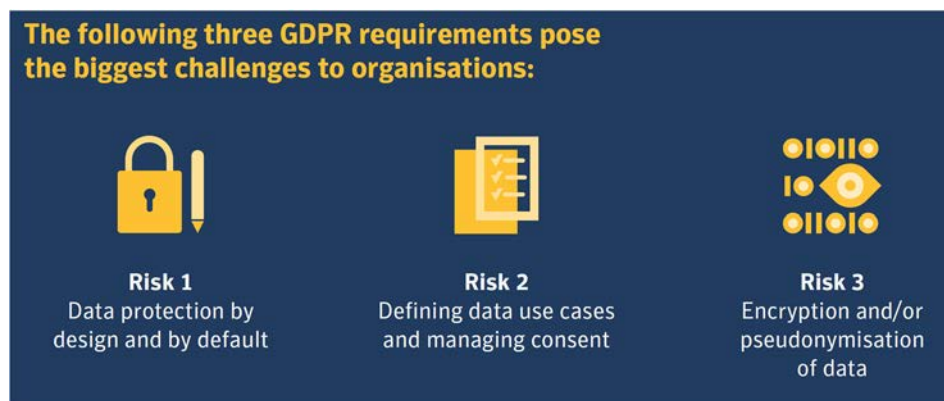 The following three GDPR requirements pose
the biggest challenges to organisations:
Risk 1
Data protection by
design and by default
Risk 2
Defining data use cases
and managing consent
Risk 3
Encryption and/or
pseudonymisation
of data